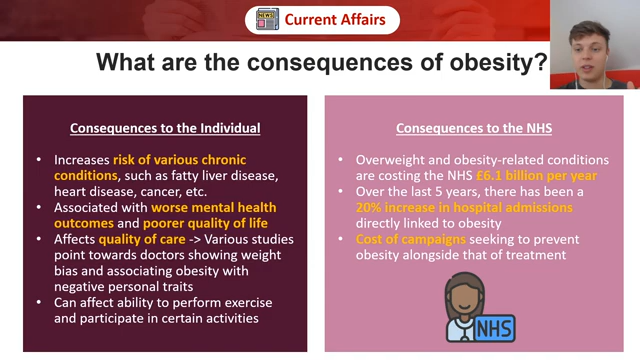 NEWS
Current Affairs
What are the consequences of obesity?
Consequences to the Individual
• Increases risk of various chronic
conditions, such as fatty liver disease,
heart disease, cancer, etc.
• Associated with worse mental health
outcomes and poorer quality of life
• Affects quality of care -> Various studies
point towards doctors showing weight
bias and associating obesity with
negative personal traits
• Can affect ability to perform exercise
and participate in certain activities
Consequences to the NHS
• Overweight and obesity-related conditions
are costing the NHS £6.1 billion per year
• Over the last 5 years, there has been a
20% increase in hospital admissions
directly linked to obesity
• Cost of campaigns seeking to prevent
obesity alongside that of treatment
NHS